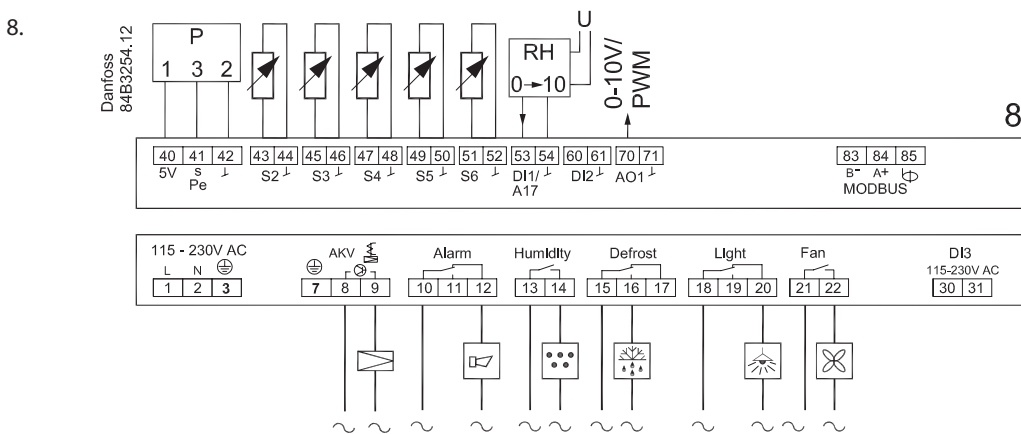 8.
Danfoss
84B3254.12
P
1 3 2
RH
0→10
U
0-10V/
PWM
8
40 41 42 43 44 45 46 47 48 49 50 51 52 53 54 60 61 70 71 83 84 85
5V s ⊥ S2 ⊥ S3 ⊥ S4 ⊥ S5 ⊥ S6 ⊥ DI1/ ⊥ DI2 ⊥ AO1 ⊥ B- A+
Pe A17 MODBUS
115 - 230V AC AKV Alarm Humidity Defrost Light Fan DI3
L N 115-230V AC
1 2 3 7 8 9 10 11 12 13 14 15 16 17 18 19 20 21 22 30 31